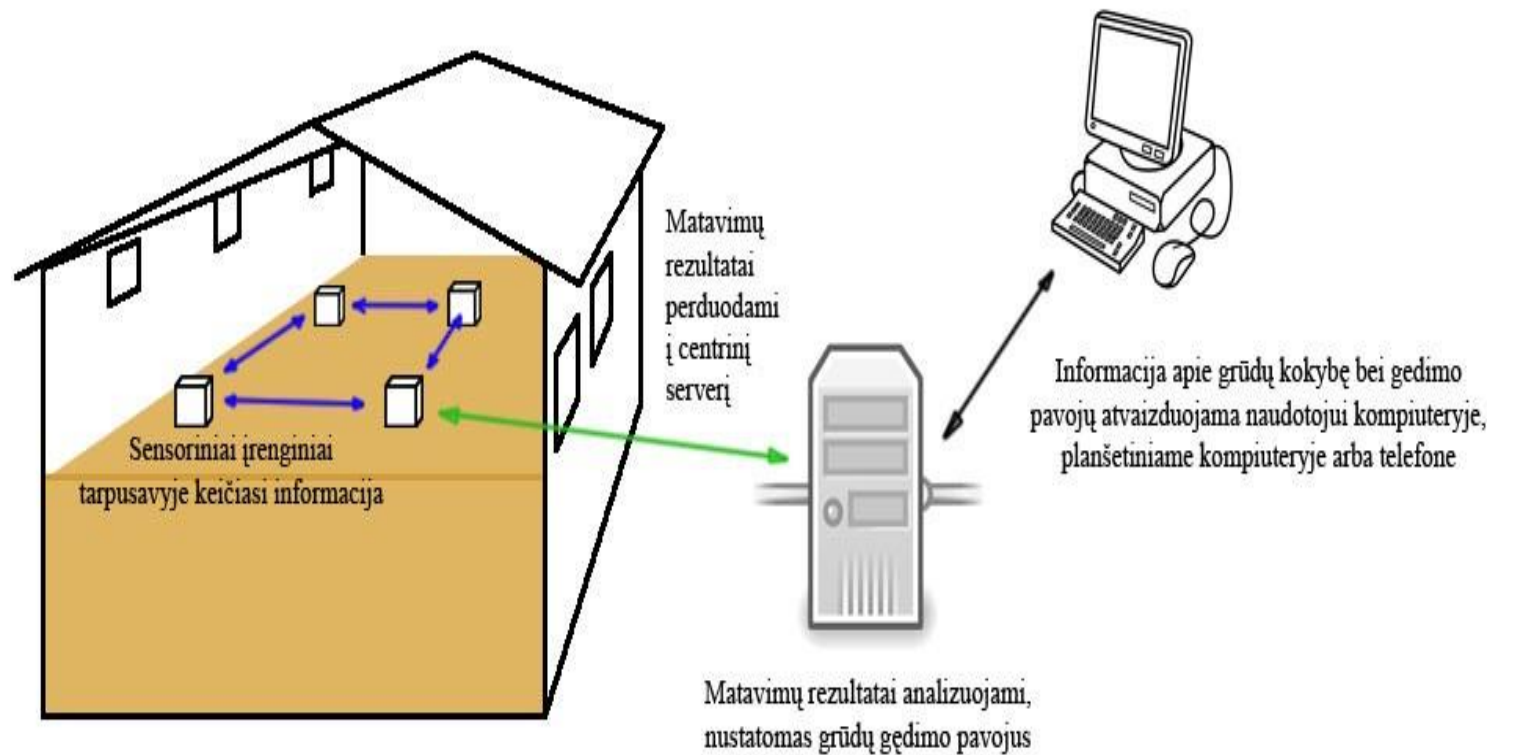 Matavimų
rezultatai
perduodami
į centrinį
serverį
Sensoriniai įrenginiai
tarpusavyje keičiasi informacija
Informacija apie grūdų kokybę bei gedimo
pavojų atvaizduojama naudotojui kompiuteryje,
planšetiniame kompiuteryje arba telefone
Matavimų rezultatai analizuojami,
nustatomas grūdų gędimo pavojus